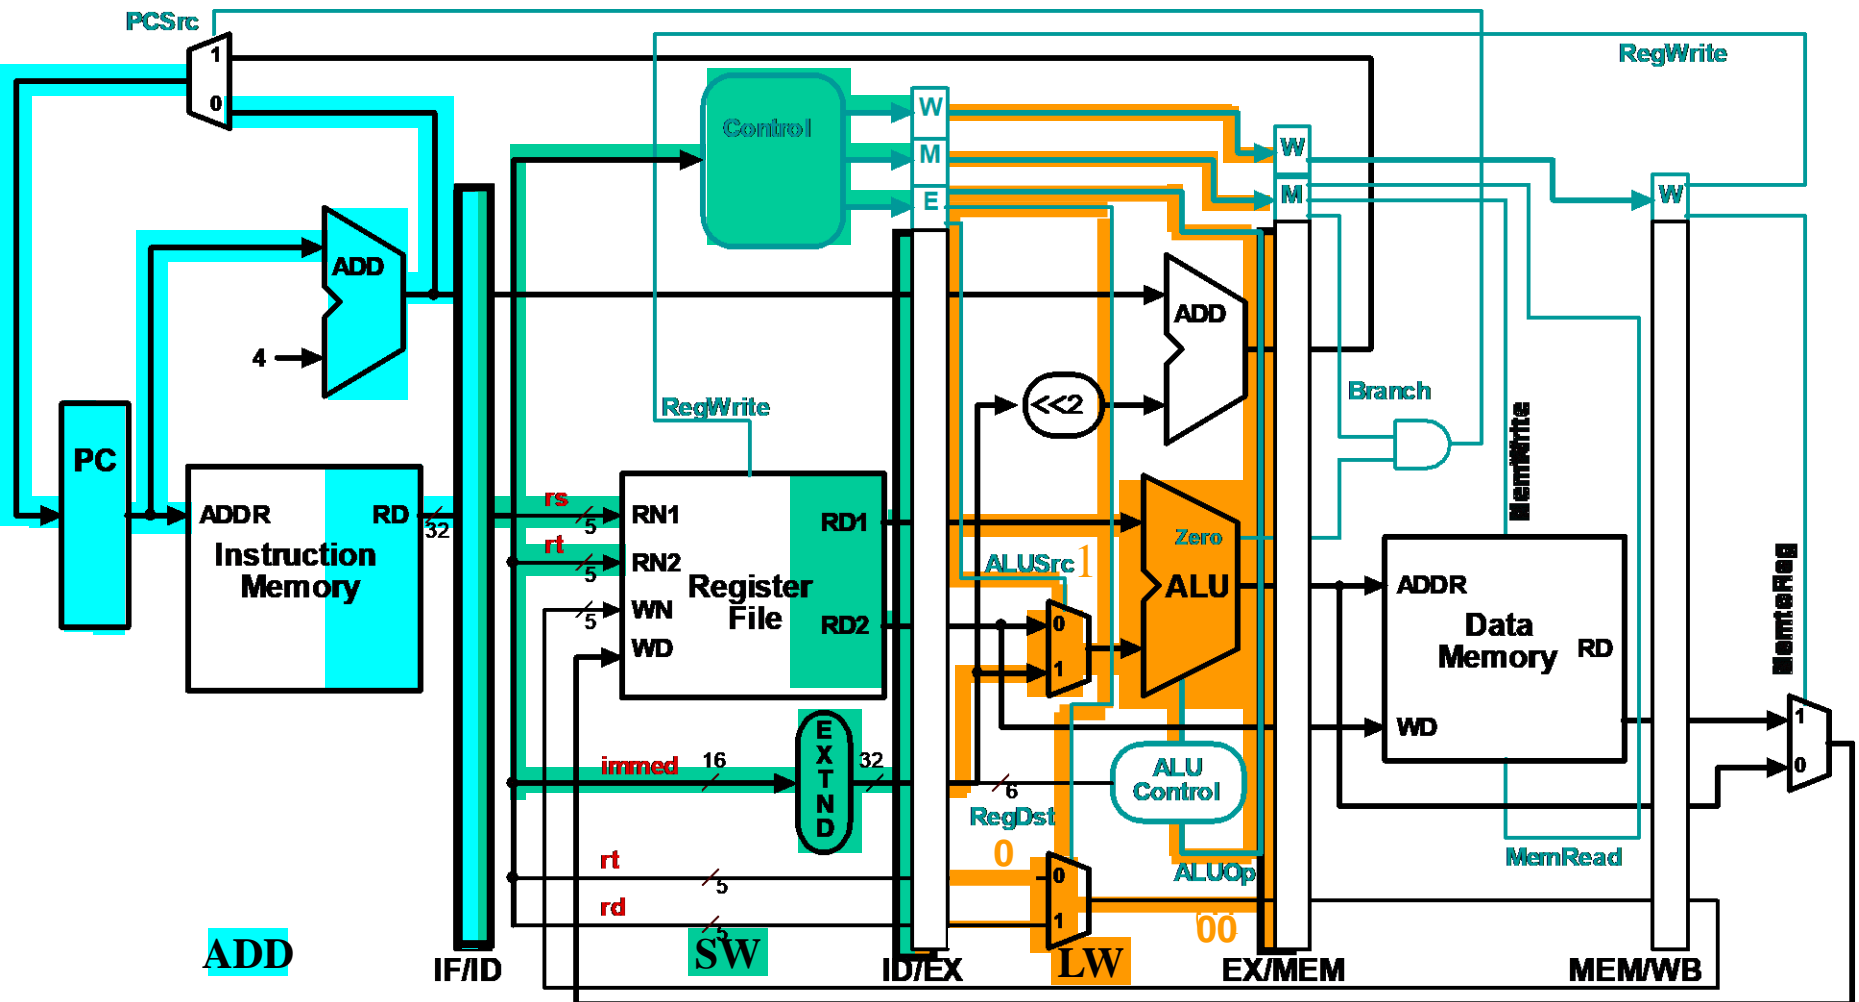 PCSrc
1
0
RegWrite
Control
W
M
E
W
M
W
ADD
4
ADD
<<2
Branch
MemWrite
RegWrite
PC
ADDR
RD
32
Instruction
Memory
rs
5
RN1
rt
5
RN2
5
WN
WD
Register
File
RD1
RD2
ALUSrc
1
0
1
Zero
ALU
ADDR
Data
Memory
RD
WD
MemtoReg
1
0
immed
16
E
X
T
N
D
32
6
ALU
Control
RegDst
0
rt
5
rd
5
0
1
ALUOp
00
MemRead
ADD
IF/ID
SW
ID/EX
LW
EX/MEM
MEM/WB